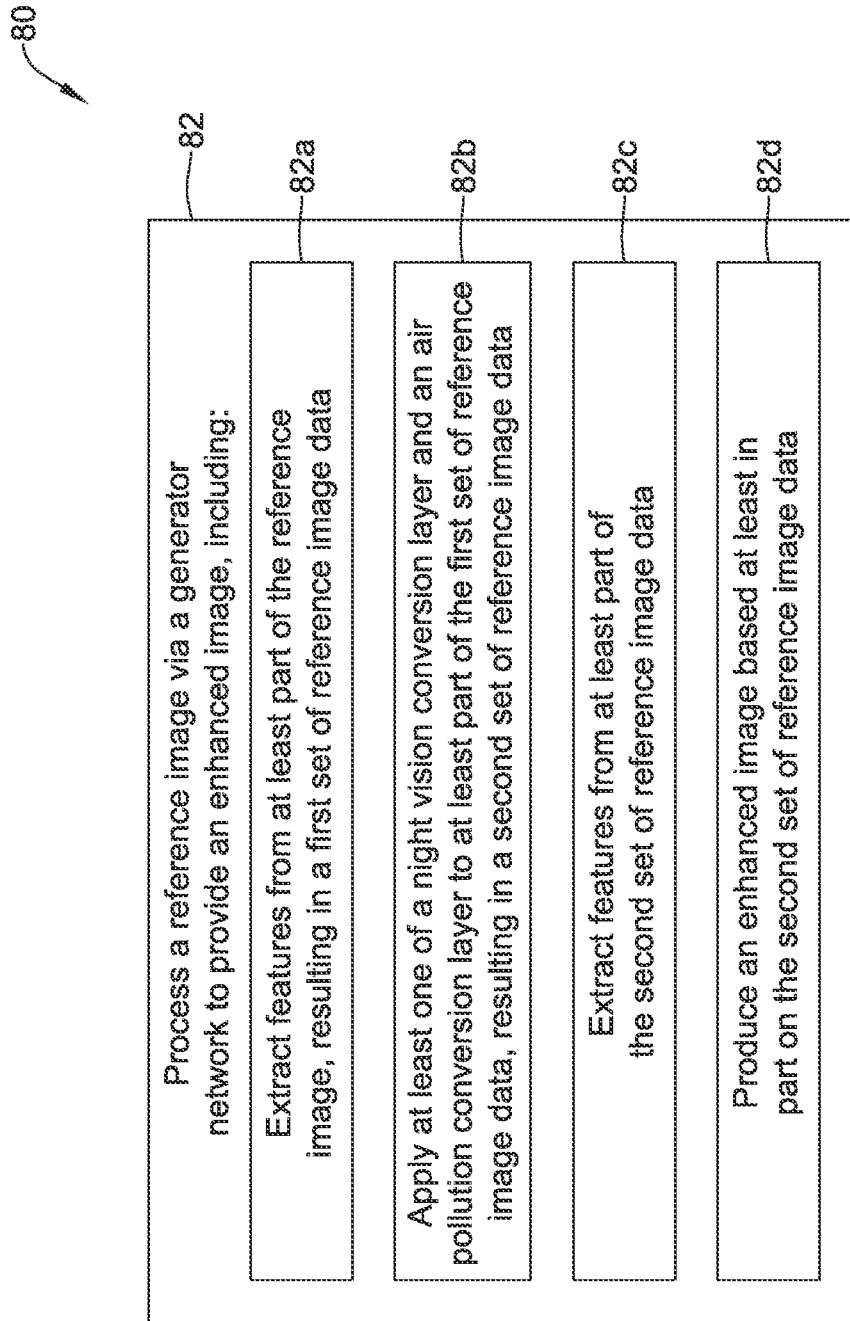 80
82
Process a reference image via a generator
network to provide an enhanced image, including:
82a
Extract features from at least part of the reference
image, resulting in a first set of reference image data
82b
Apply at least one of a night vision conversion layer and an air
pollution conversion layer to at least part of the first set of reference
image data, resulting in a second set of reference image data
82c
Extract features from at least part of
the second set of reference image data
82d
Produce an enhanced image based at least in
part on the second set of reference image data